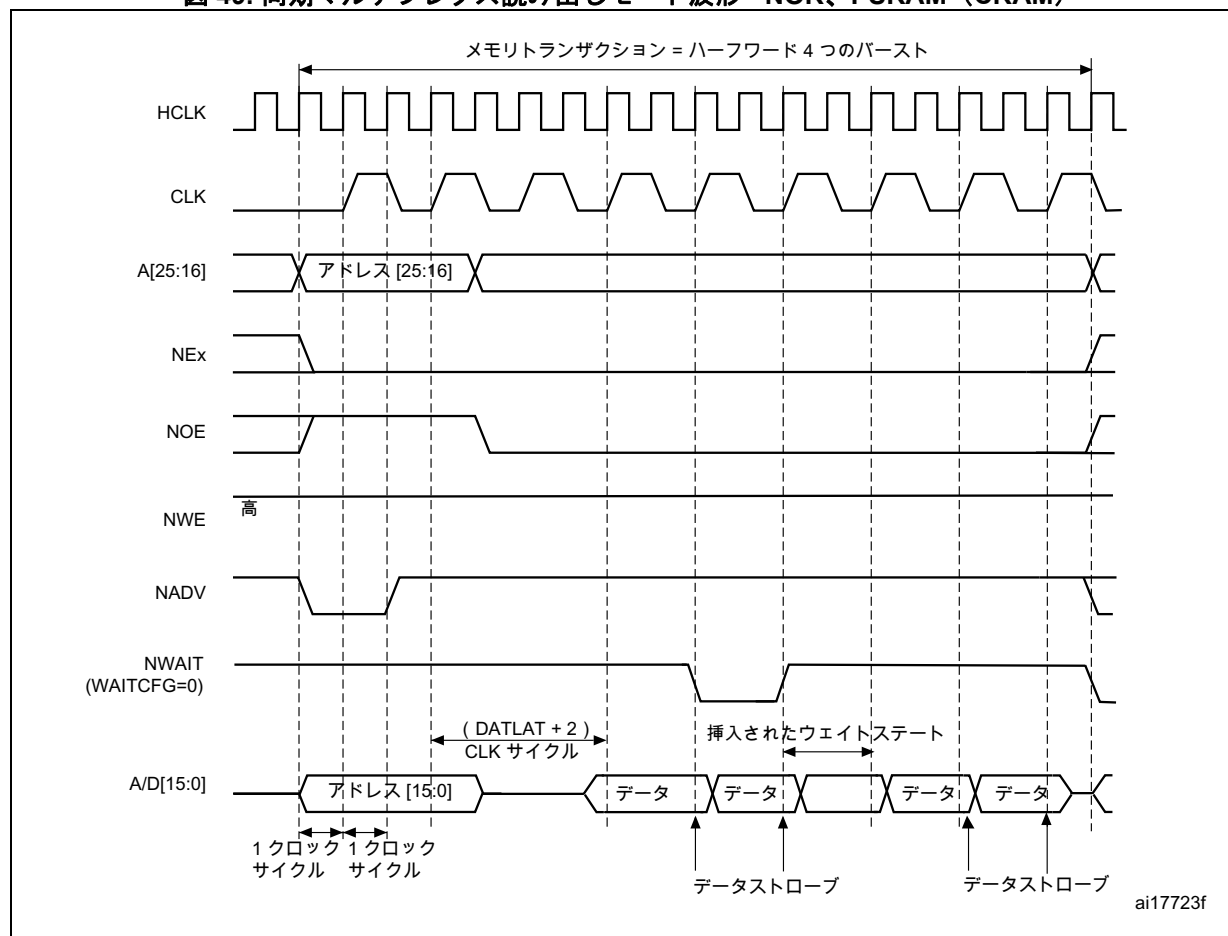 図 40. 同期マルチプレクス読み出しモード波形 - NOR、PSRAM（CRAM）
メモリトランザクション = ハーフワード 4 つのバースト
HCLK
CLK
A[25:16]
アドレス [25:16]
NEx
NOE
高
NWE
NADV
NWAIT
(WAITCFG=0)
( DATLAT + 2 )
CLK サイクル
挿入されたウェイトステート
A/D[15:0]
アドレス [15:0]
データ
データ
データ
データ
1 クロック
サイクル
1 クロック
サイクル
データストローブ
データストローブ
ai17723f